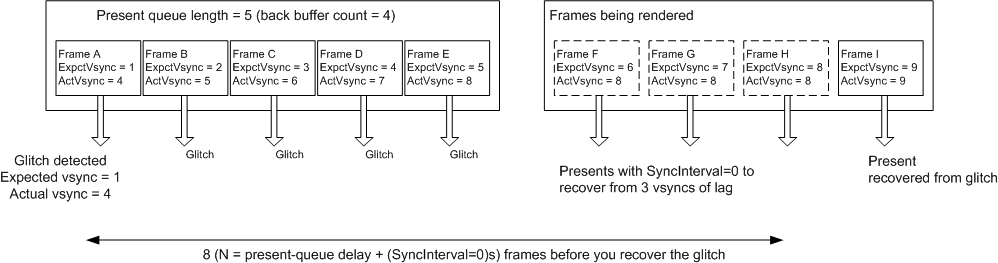 Present queue length = 5 (back buffer count = 4)
Frames being rendered
Frame A
ExpctVsync = 1
ActVsync = 4
Frame B
ExpctVsync = 2
ActVsync = 5
Frame C
ExpctVsync = 3
ActVsync = 6
Frame D
ExpctVsync = 4
ActVsync = 7
Frame E
ExpctVsync = 5
ActVsync = 8
Frame F
ExpctVsync = 6
ActVsync = 8
Frame G
ExpctVsync = 7
ActVsync = 8
Frame H
ExpctVsync = 8
ActVsync = 8
Frame I
ExpctVsync = 9
ActVsync = 9
Glitch detected
Expected vsync = 1
Actual vsync = 4
Glitch
Glitch
Glitch
Glitch
Presents with SyncInterval=0 to
recover from 3 vsyncs of lag
Present
recovered from glitch
8 (N = present-queue delay + (SyncInterval=0)s) frames before you recover the glitch